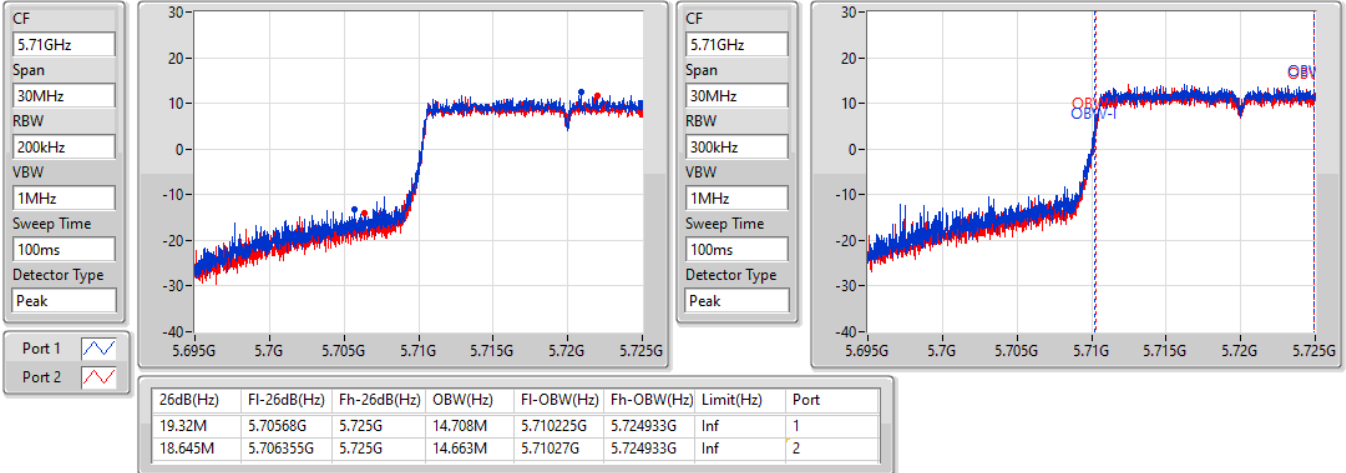 CF
5.71GHz
Span
30MHz
RBW
200kHz
VBW
1MHz
Sweep Time
100ms
Detector Type
Peak
Port 1
Port 2
30
20
10
0
-10
-20
-30
-40
5.695G 5.7G 5.705G 5.71G 5.715G 5.72G 5.725G
CF
5.71GHz
Span
30MHz
RBW
300kHz
VBW
1MHz
Sweep Time
100ms
Detector Type
Peak
30
20
10
0
-10
-20
-30
-40
OBW-l
5.695G 5.7G 5.705G 5.71G 5.715G 5.72G 5.725G
26dB(Hz) Fl-26dB(Hz) Fh-26dB(Hz) OBW(Hz) Fl-OBW(Hz) Fh-OBW(Hz) Limit(Hz) Port
19.32M 5.70568G 5.725G 14.708M 5.710225G 5.724933G Inf 1
18.645M 5.706355G 5.725G 14.663M 5.71027G 5.724933G Inf 2